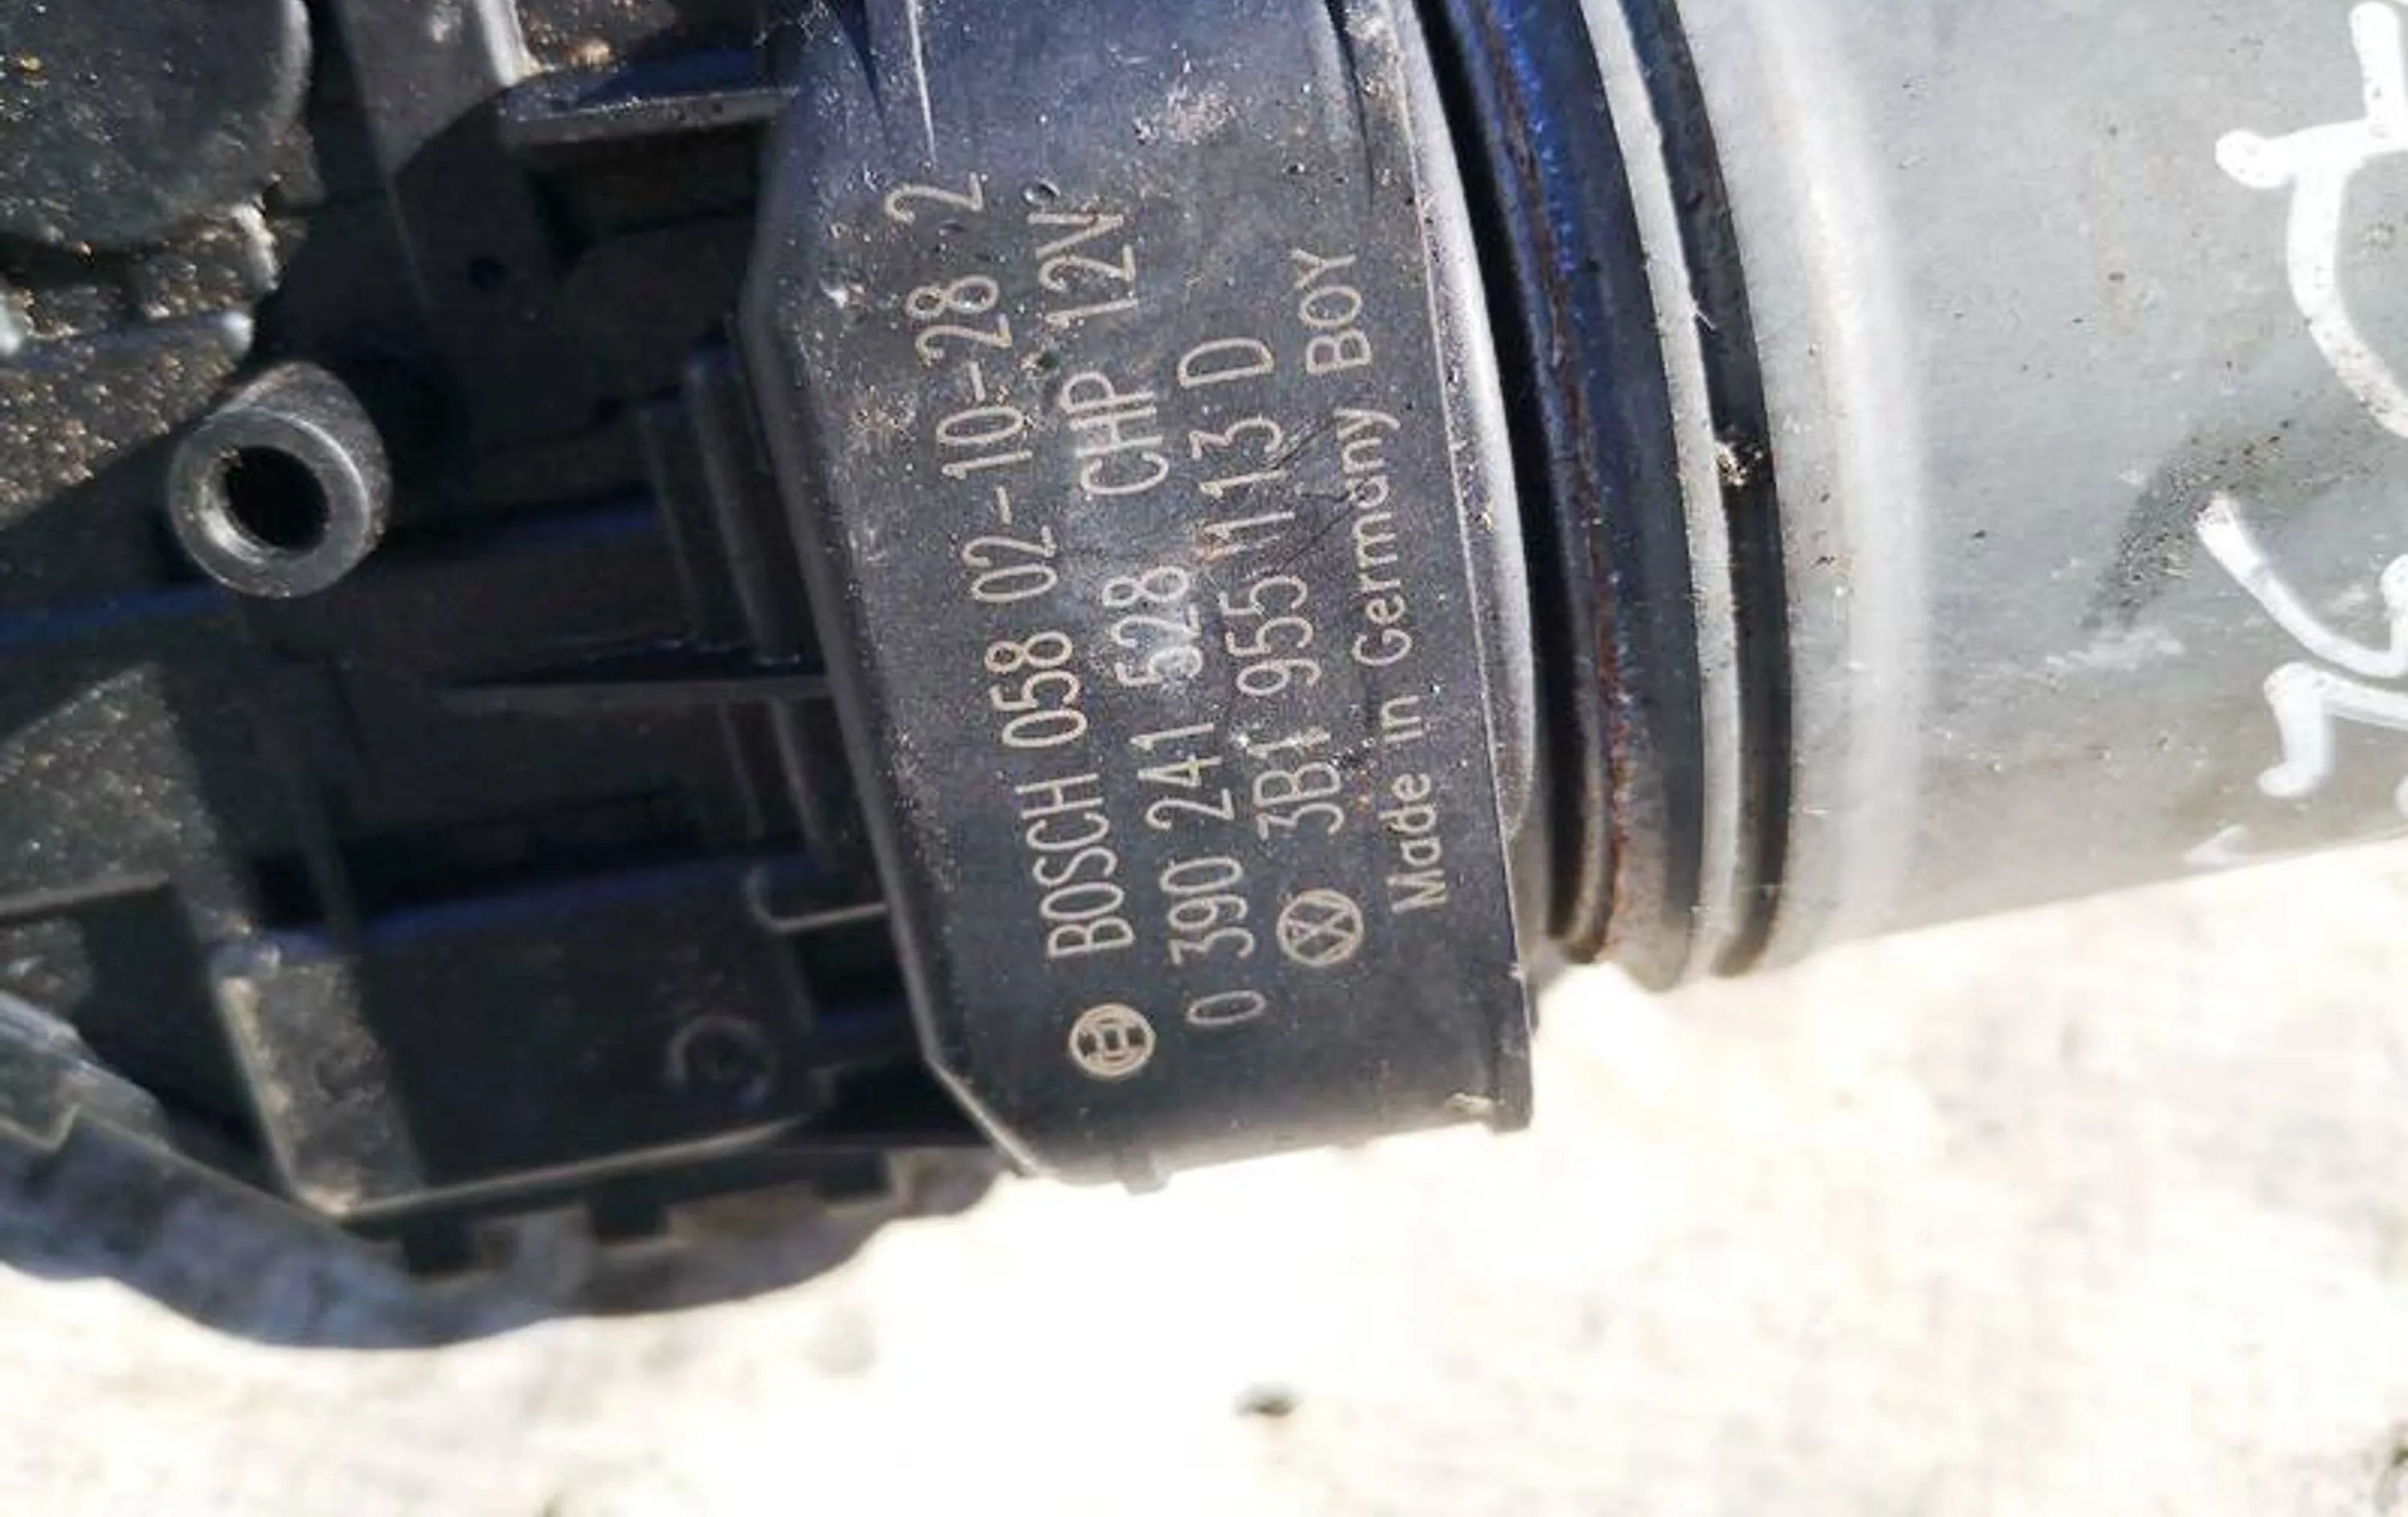 BOSCH 058 02-10-28 2
0 390 241 528 CHP 12V
3B1 955 113 D
Made in Germany BOY